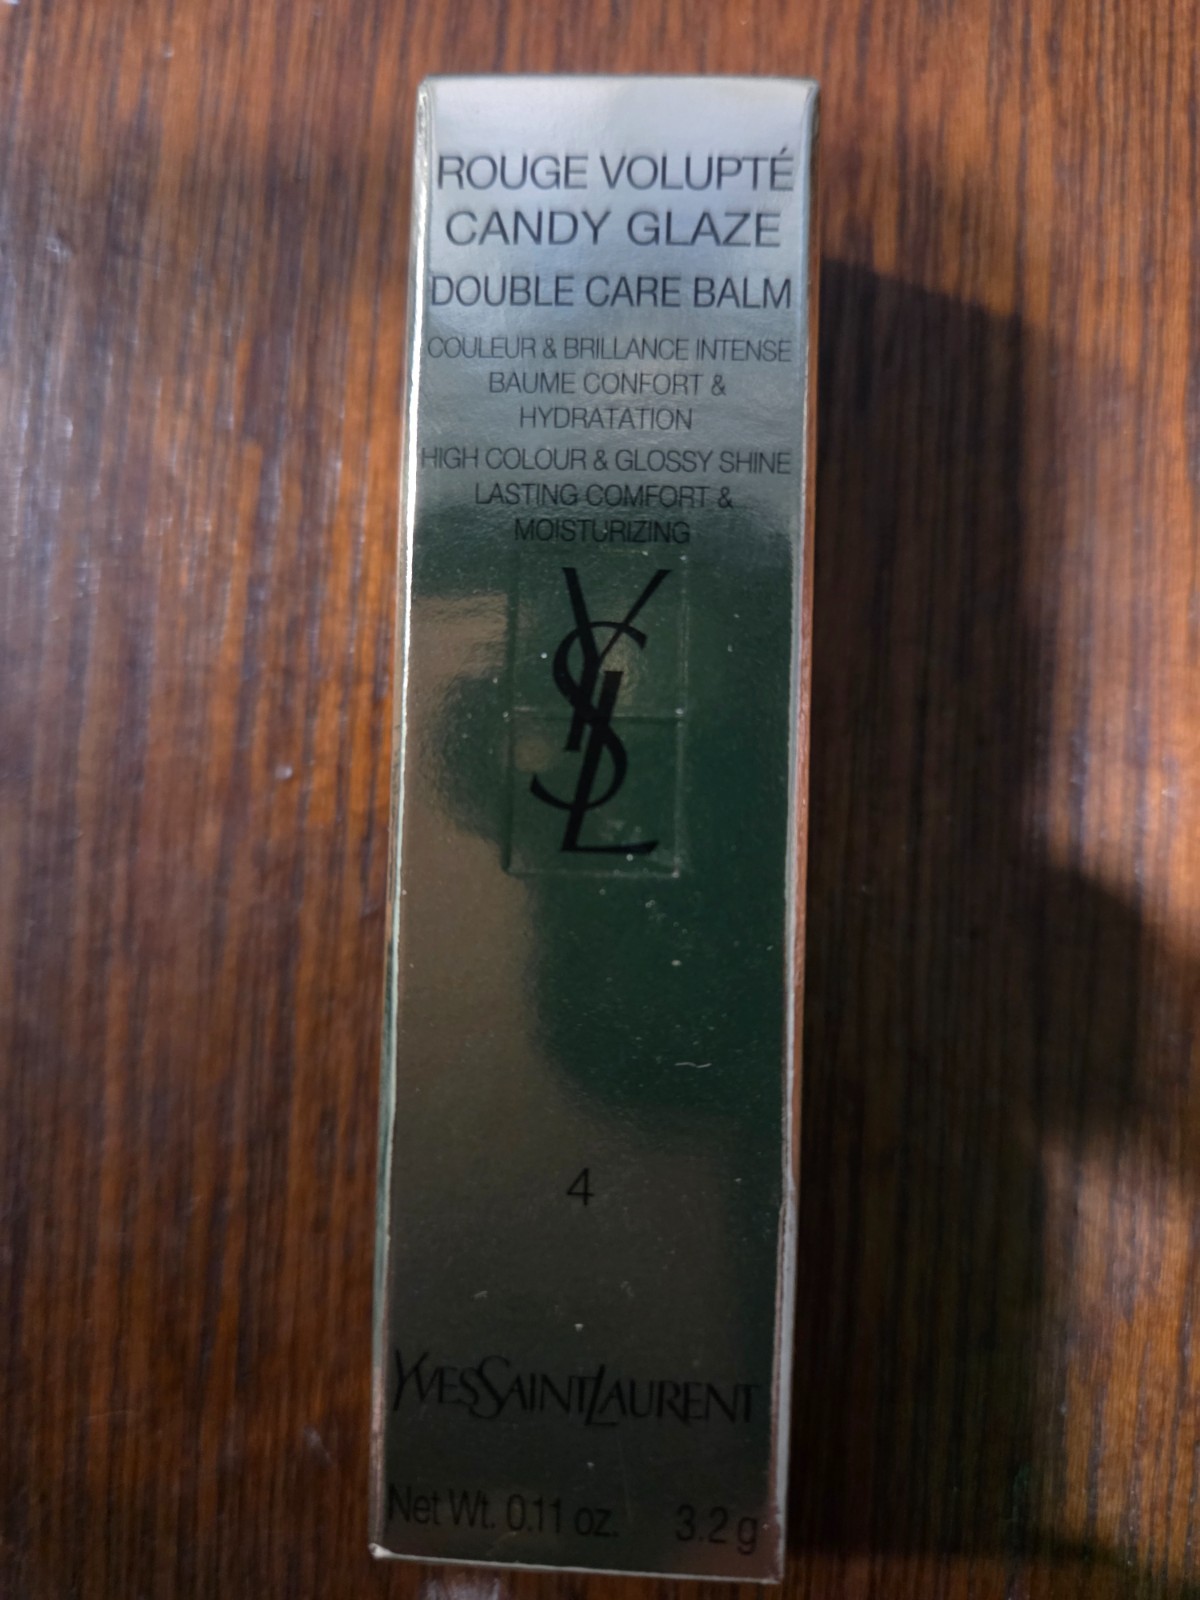 ROUGE VOLUPTÉ
CANDY GLAZE
DOUBLE CARE BALM
COULEUR & BRILLANCE INTENSE
BAUME CONFORT &
HYDRATATION
HIGH COLOUR & GLOSSY SHINE
LASTING COMFORT &
MOISTURIZING
YSL
4
YVESSAINTLAURENT
Net Wt. 0.11 oz. 3.2 g